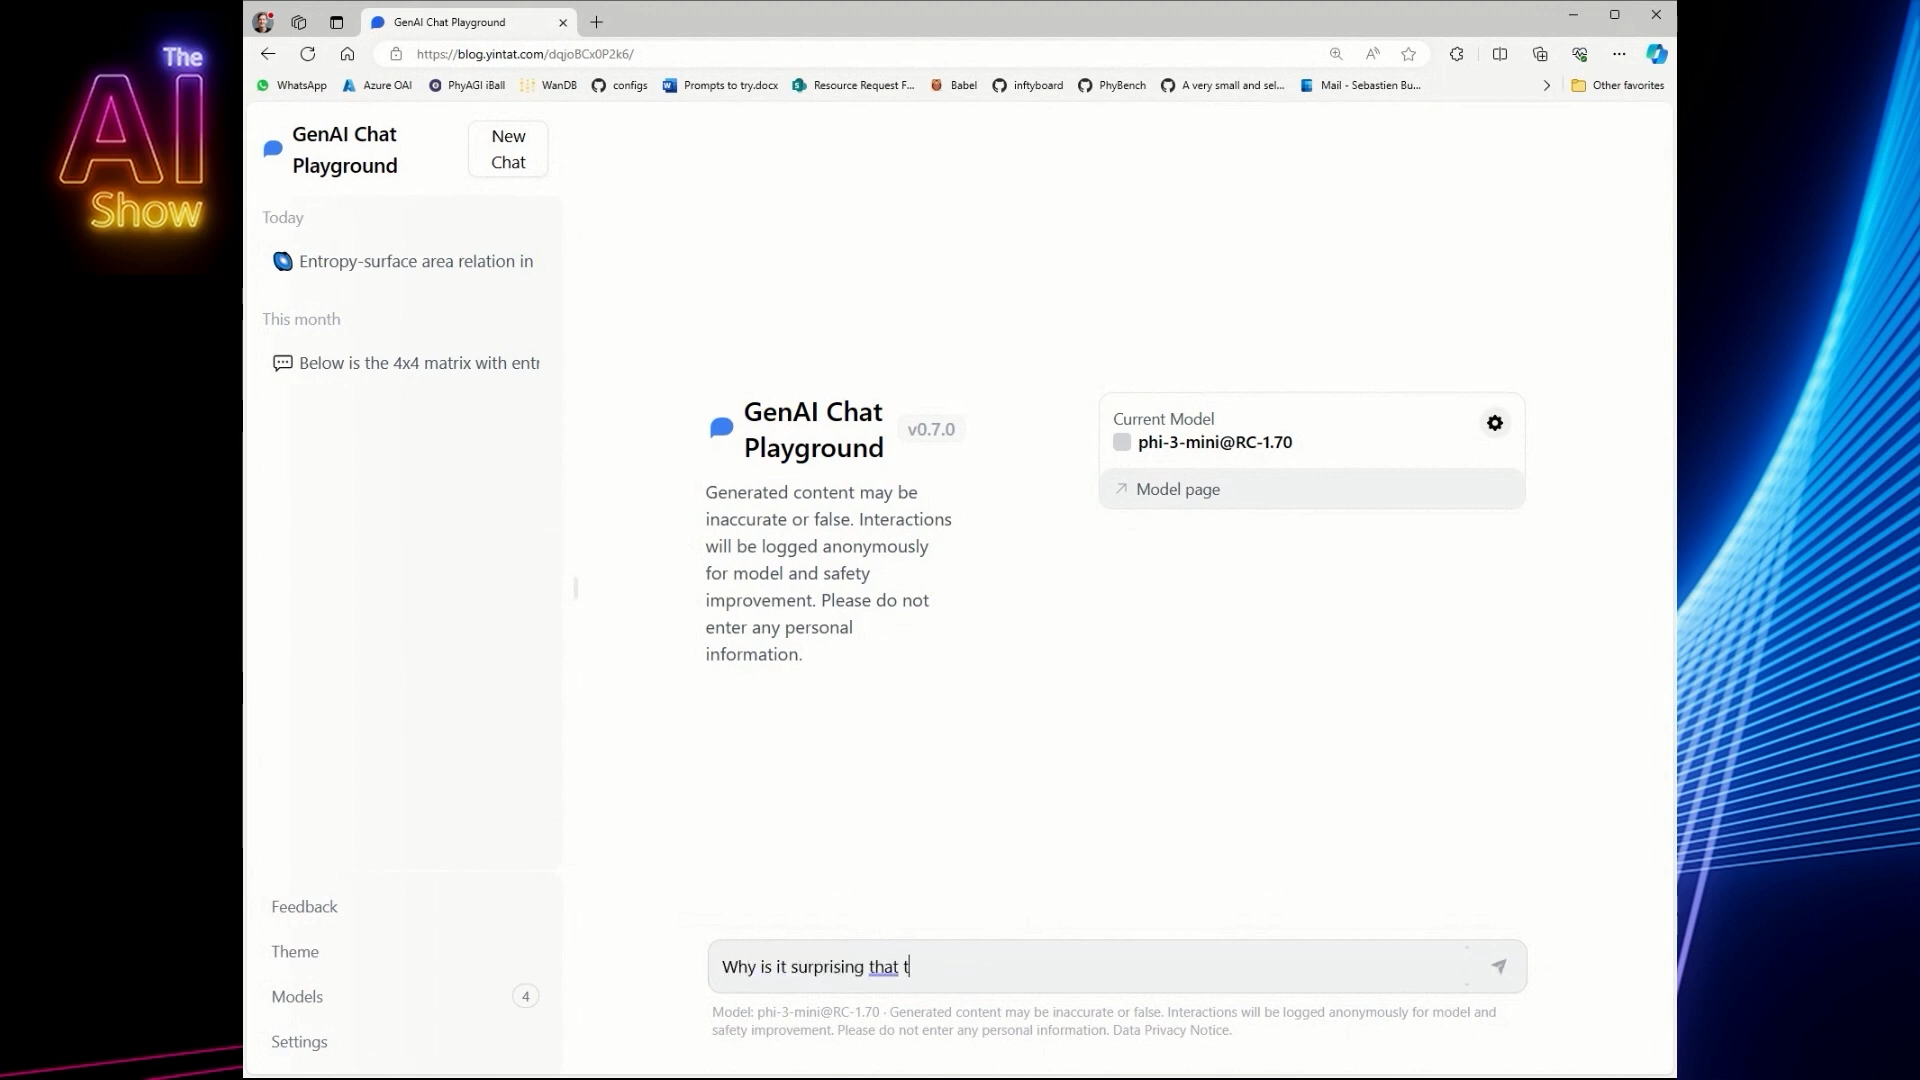 The
AI
Show
GenAI Chat Playground
https://blog.yintat.com/dqjoBCx0P2k6/
WhatsApp
Azure OAI
PhyAGI iBall
WanDB
configs
Prompts to try.docx
Resource Request F...
Babel
inftyboard
PhyBench
A very small and sel...
Mail - Sebastien Bu...
Other favorites
GenAI Chat
Playground
New
Chat
Today
Entropy-surface area relation in
This month
Below is the 4x4 matrix with entr
GenAI Chat
Playground
v0.7.0
Generated content may be
inaccurate or false. Interactions
will be logged anonymously
for model and safety
improvement. Please do not
enter any personal
information.
Current Model
phi-3-mini@RC-1.70
Model page
Feedback
Theme
Models
4
Settings
Why is it surprising that t
Model: phi-3-mini@RC-1.70 · Generated content may be inaccurate or false. Interactions will be logged anonymously for model and
safety improvement. Please do not enter any personal information. Data Privacy Notice.